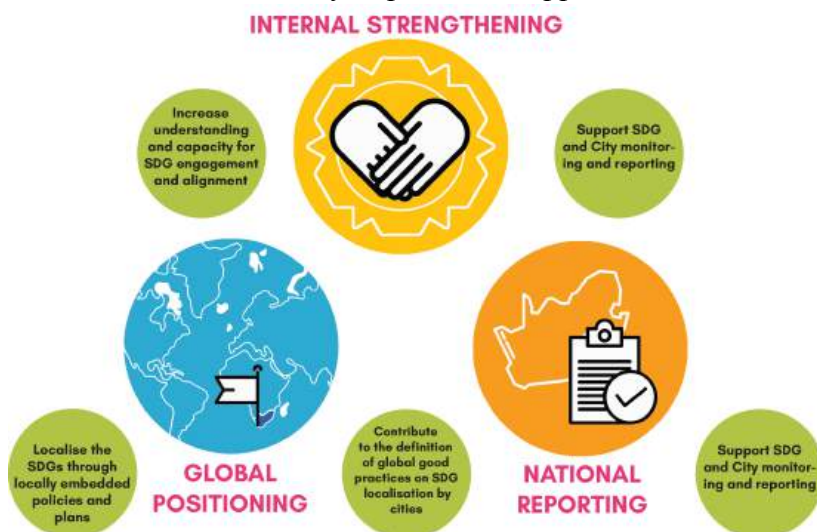 INTERNAL STRENGTHENING
Increase
understanding
and capacity for
SDG engagement
and alignment
Support SDG
and City monitor-
ing and reporting
Localise the
SDGs through
locally embedded
policies and
plans
GLOBAL
POSITIONING
Contribute
to the definition
of global good
practices on SDG
localisation by
cities
NATIONAL
REPORTING
Support SDG
and City monitor-
ing and reporting